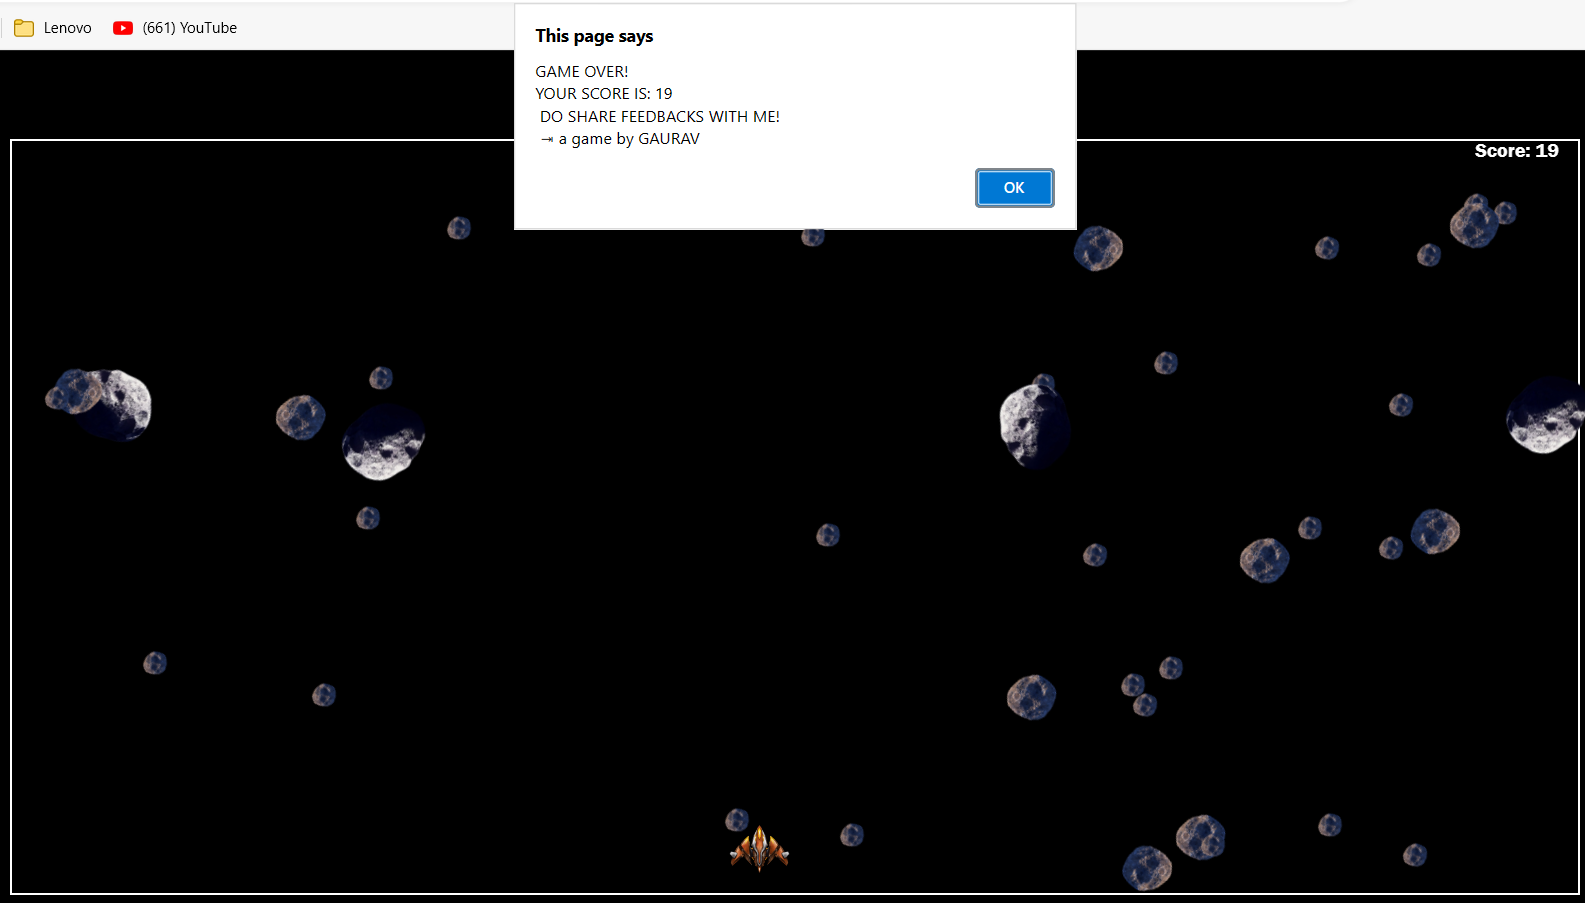 Lenovo
(661) YouTube
This page says
GAME OVER!
YOUR SCORE IS: 19
DO SHARE FEEDBACKS WITH ME!
⇥ a game by GAURAV
OK
Score: 19